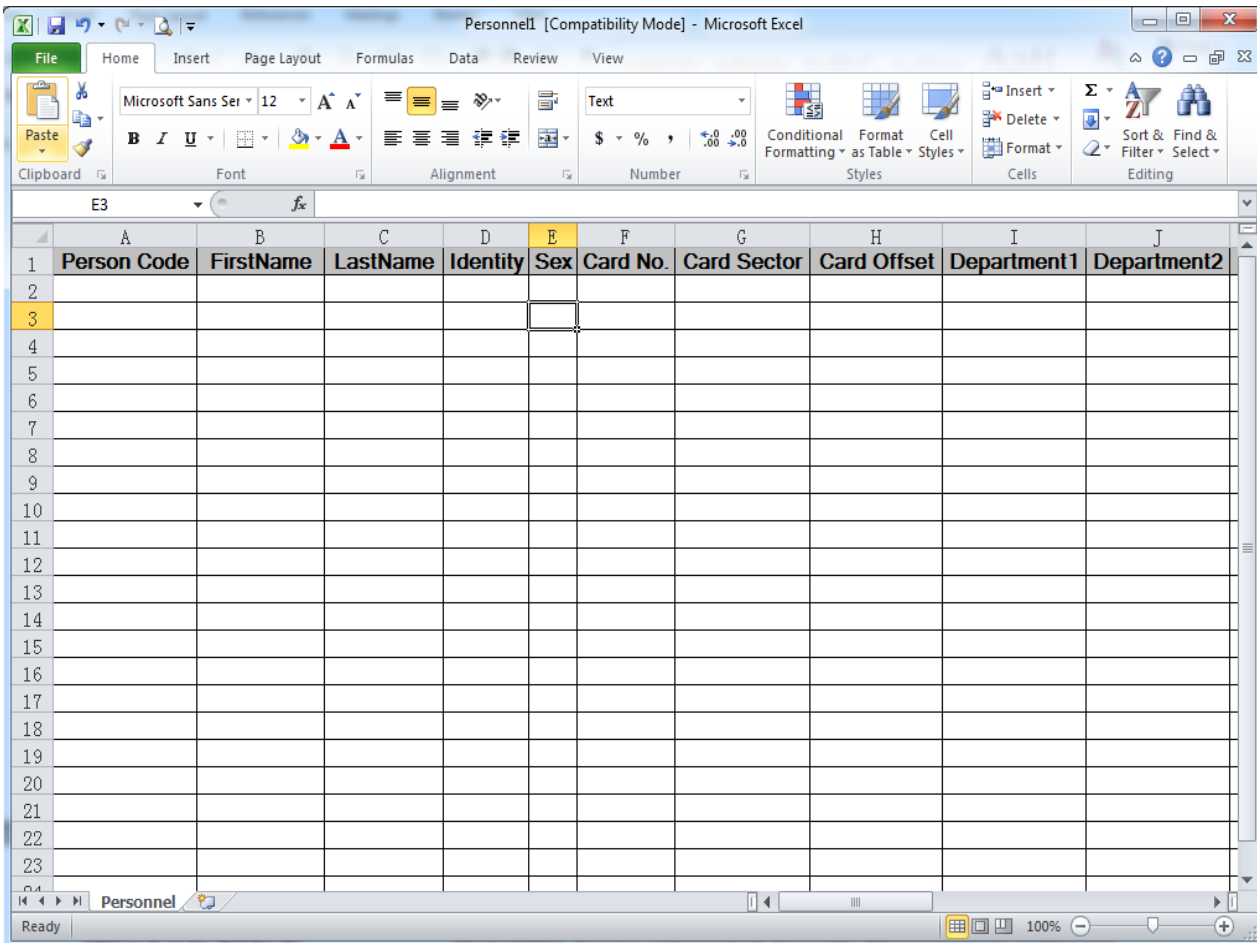 Personnel1 [Compatibility Mode] - Microsoft Excel
File Home Insert Page Layout Formulas Data Review View
Microsoft Sans Ser 12 A A Text Insert Σ
Paste Delete
B I U A $ % , .00 .0 Conditional Format Cell Sort & Find &
Formatting as Table Styles Format Filter Select
Clipboard Font Alignment Number Styles Cells Editing
E3 fx
A B C D E F G H I J
1 Person Code FirstName LastName Identity Sex Card No. Card Sector Card Offset Department1 Department2
2
3
4
5
6
7
8
9
10
11
12
13
14
15
16
17
18
19
20
21
22
23
Personnel
Ready 100%